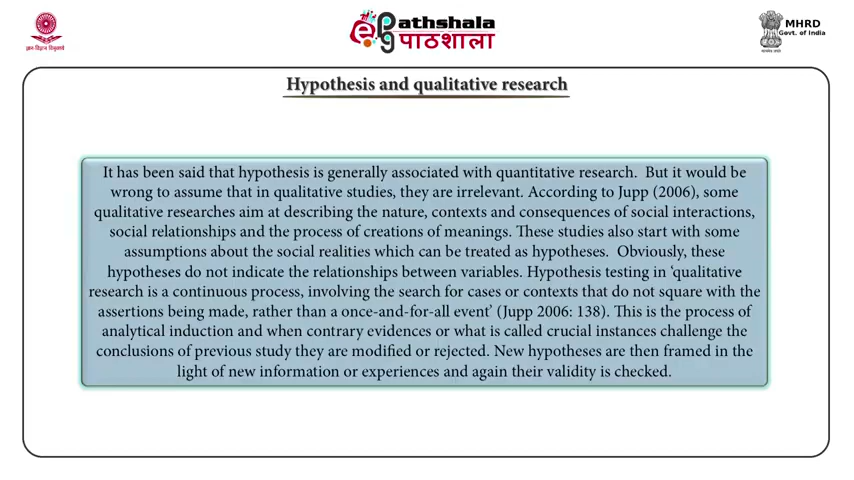 ePg athshala
पाठशाला
MHRD
Govt. of India
Hypothesis and qualitative research
It has been said that hypothesis is generally associated with quantitative research.  But it would be
wrong to assume that in qualitative studies, they are irrelevant. According to Jupp (2006), some
qualitative researches aim at describing the nature, contexts and consequences of social interactions,
social relationships and the process of creations of meanings. These studies also start with some
assumptions about the social realities which can be treated as hypotheses.  Obviously, these
hypotheses do not indicate the relationships between variables. Hypothesis testing in ‘qualitative
research is a continuous process, involving the search for cases or contexts that do not square with the
assertions being made, rather than a once-and-for-all event’ (Jupp 2006: 138). This is the process of
analytical induction and when contrary evidences or what is called crucial instances challenge the
conclusions of previous study they are modified or rejected. New hypotheses are then framed in the
light of new information or experiences and again their validity is checked.